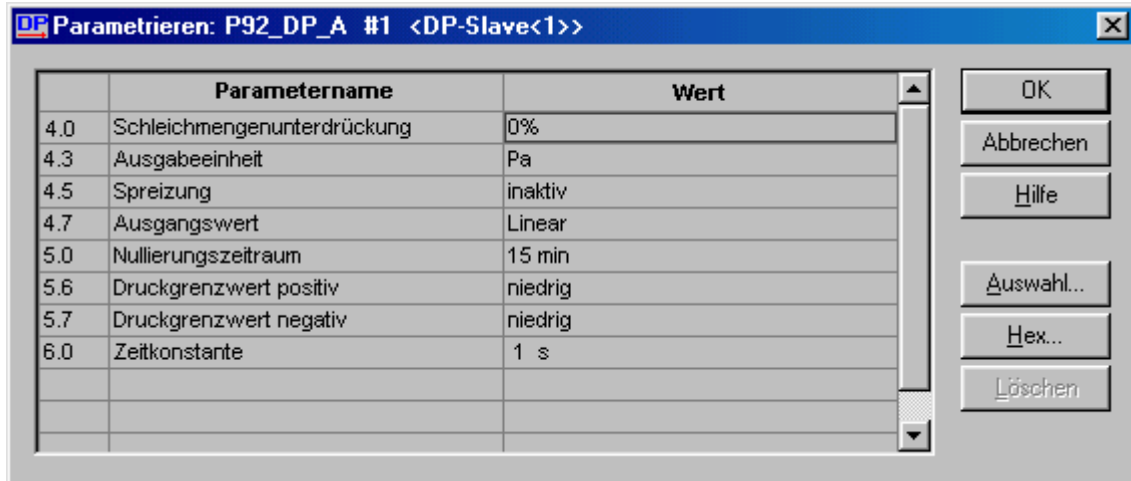 DP Parametrieren: P92_DP_A #1 <DP-Slave<1>>
Parametername Wert
4.0 Schleichmengenunterdrückung 0%
4.3 Ausgabeeinheit Pa
4.5 Spreizung inaktiv
4.7 Ausgangswert Linear
5.0 Nullierungszeitraum 15 min
5.6 Druckgrenzwert positiv niedrig
5.7 Druckgrenzwert negativ niedrig
6.0 Zeitkonstante 1 s
OK
Abbrechen
Hilfe
Auswahl...
Hex...
Löschen